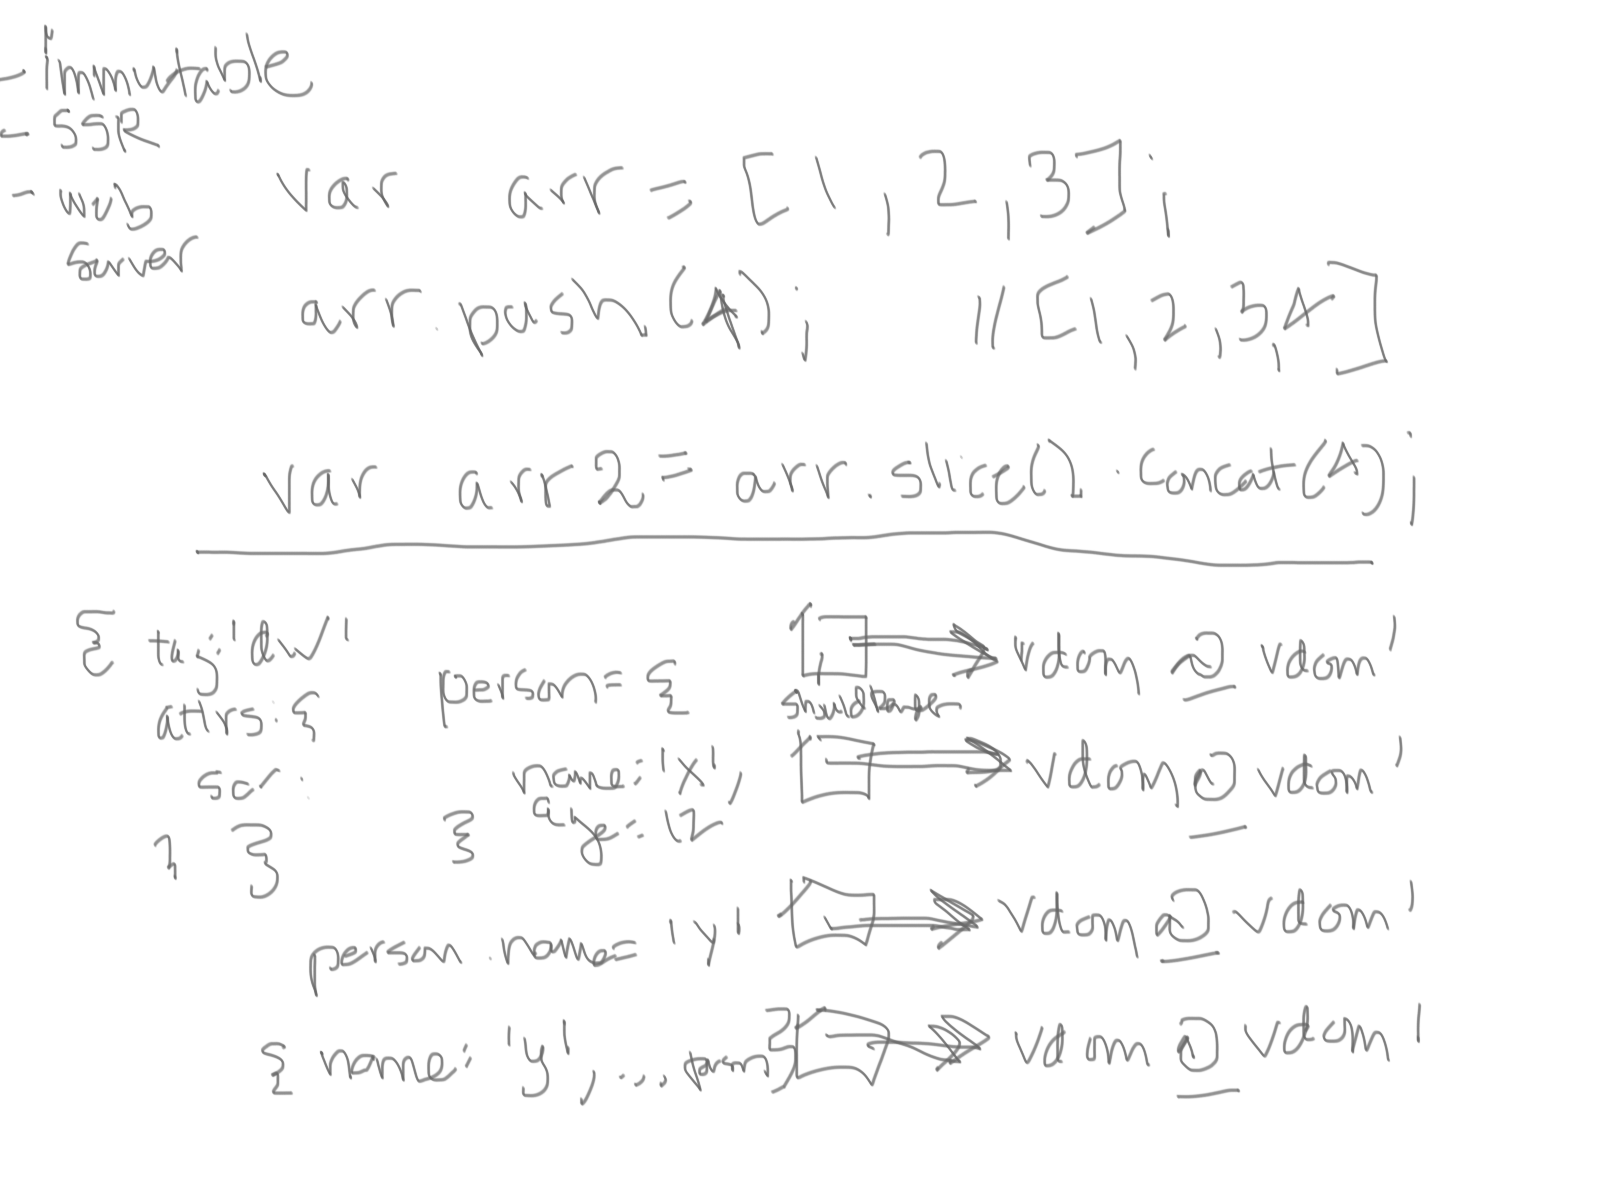 - Immutable
- SSR
- web
server
var arr = [1, 2, 3];
arr.push(4); // [1, 2, 3, 4]
var arr2 = arr.slice().concat(4);
{ tag: 'div'
attrs: {
} }
person = {
name: 'x',
age: 12
}
person.name = 'y'
{ name: 'y', ... person }
vdom vdom'
vdom vdom'
vdom vdom'
vdom vdom'